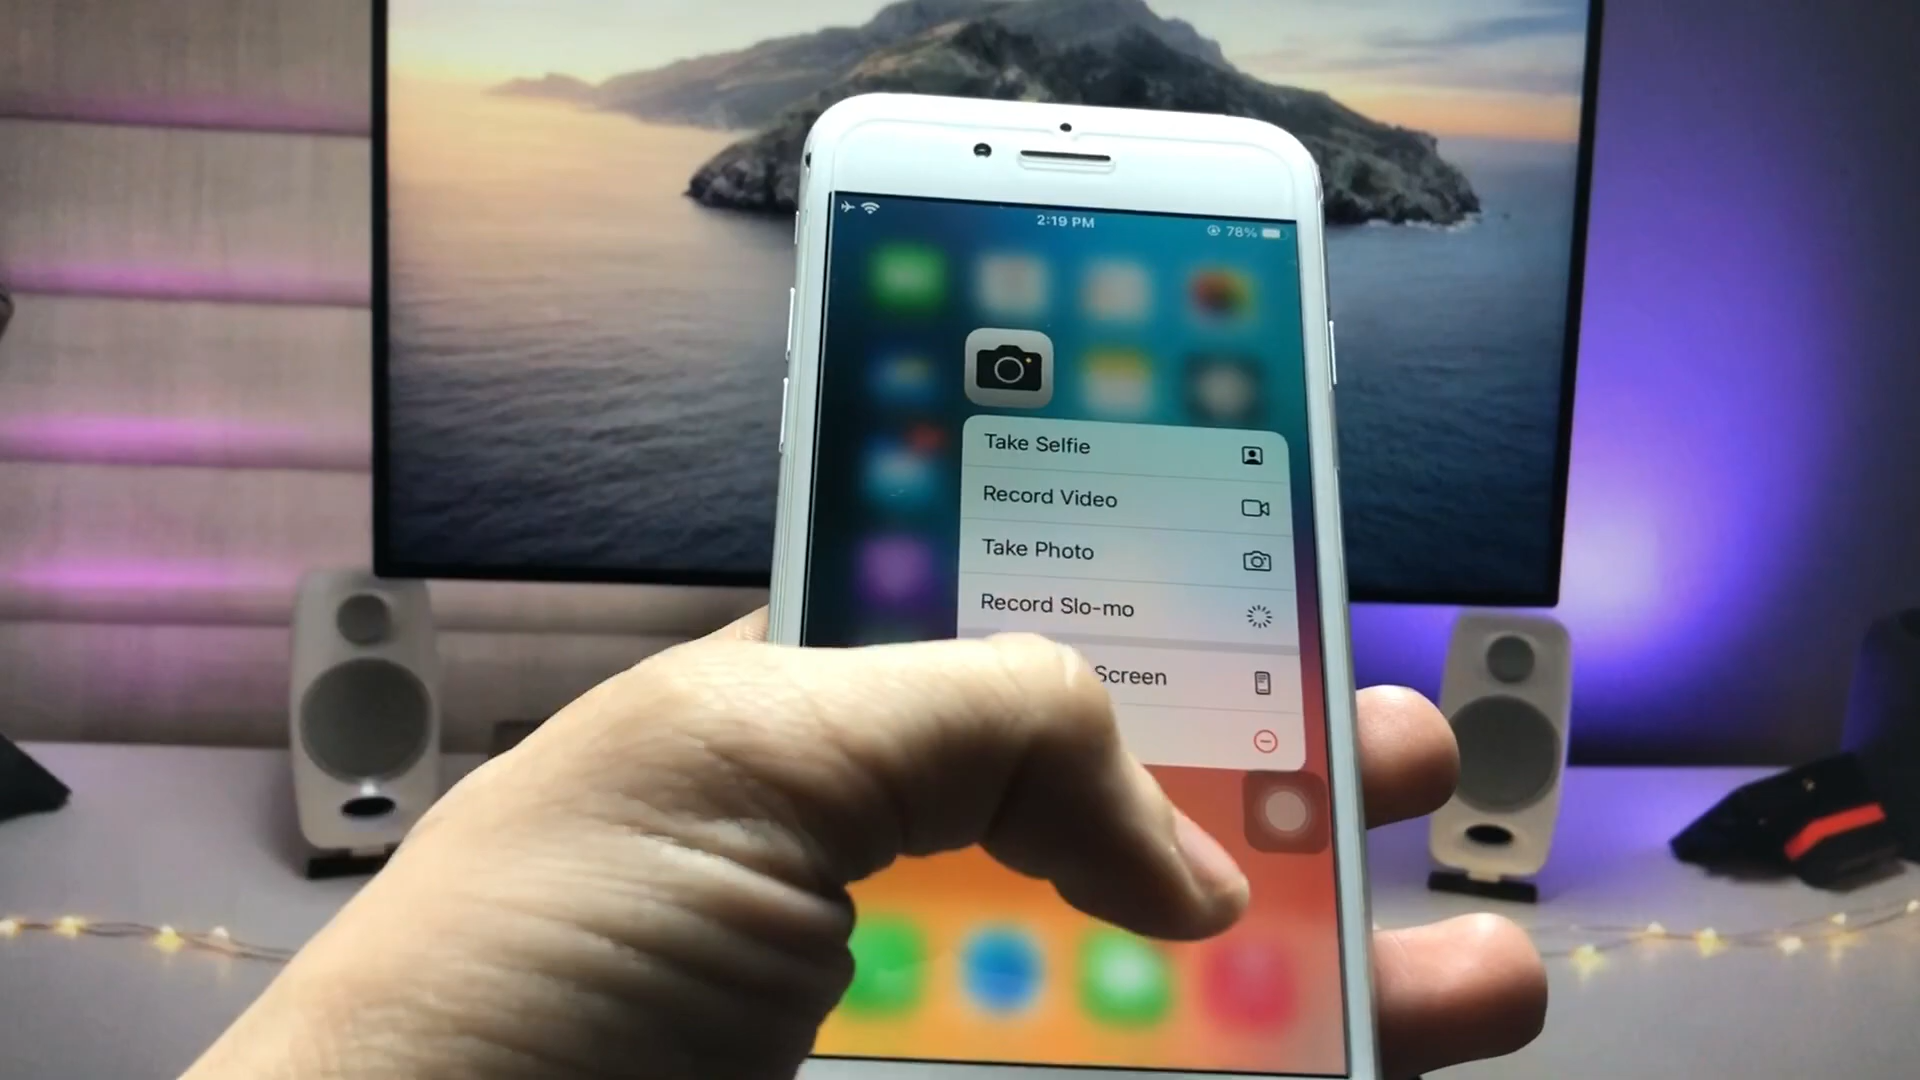 2:19 PM
78%
Take Selfie
Record Video
Take Photo
Record Slo-mo
Screen